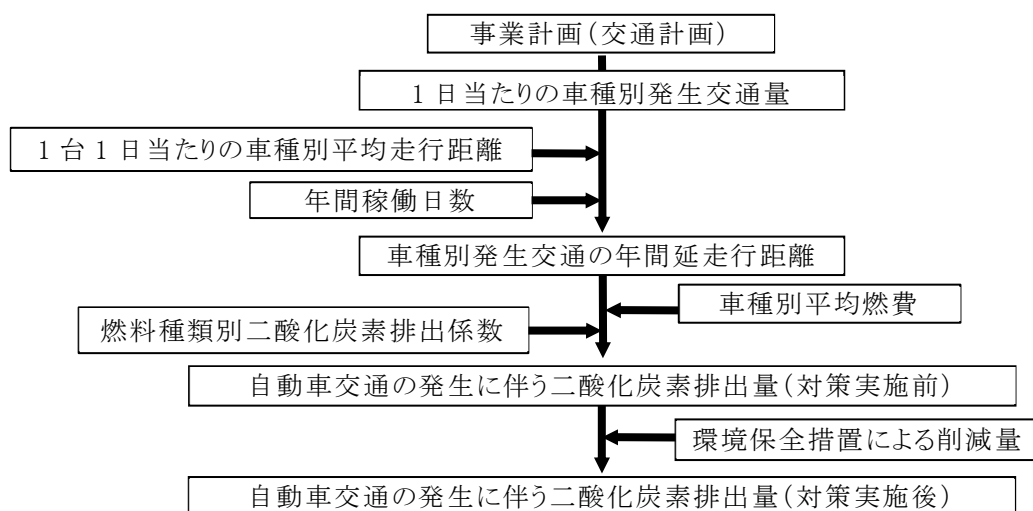 事業計画(交通計画)
1日当たりの車種別発生交通量
1台1日当たりの車種別平均走行距離
年間稼働日数
車種別発生交通の年間延走行距離
車種別平均燃費
燃料種類別二酸化炭素排出係数
自動車交通の発生に伴う二酸化炭素排出量(対策実施前)
環境保全措置による削減量
自動車交通の発生に伴う二酸化炭素排出量(対策実施後)